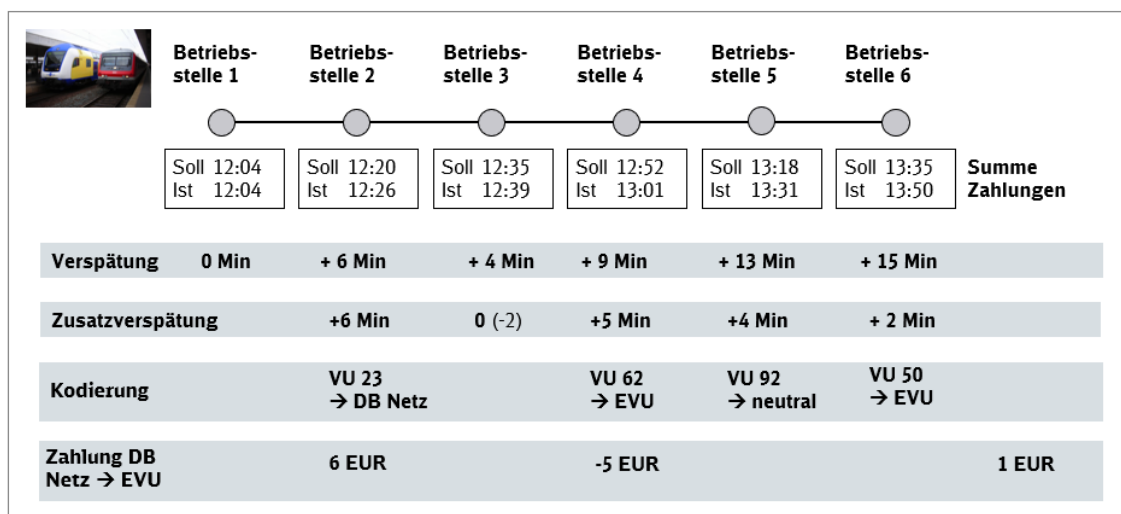 Betriebs-
stelle 1
Betriebs-
stelle 2
Betriebs-
stelle 3
Betriebs-
stelle 4
Betriebs-
stelle 5
Betriebs-
stelle 6
Soll 12:04
Ist 12:04
Soll 12:20
Ist 12:26
Soll 12:35
Ist 12:39
Soll 12:52
Ist 13:01
Soll 13:18
Ist 13:31
Soll 13:35
Ist 13:50
Summe
Zahlungen
Verspätung 0 Min + 6 Min + 4 Min + 9 Min + 13 Min + 15 Min
Zusatzverspätung +6 Min 0 (-2) +5 Min +4 Min + 2 Min
Kodierung
VU 23
→ DB Netz
VU 62
→ EVU
VU 92
→ neutral
VU 50
→ EVU
Zahlung DB
Netz → EVU
6 EUR -5 EUR 1 EUR